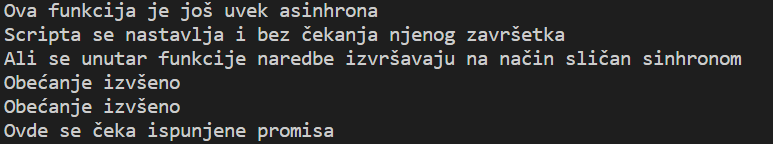 Ova funkcija je još uvek asinhrona
Scripta se nastavlja i bez čekanja njenog završetka
Ali se unutar funkcije naredbe izvršavaju na način sličan sinhronom
Obećanje izvšeno
Obećanje izvšeno
Ovde se čeka ispunjene promisa